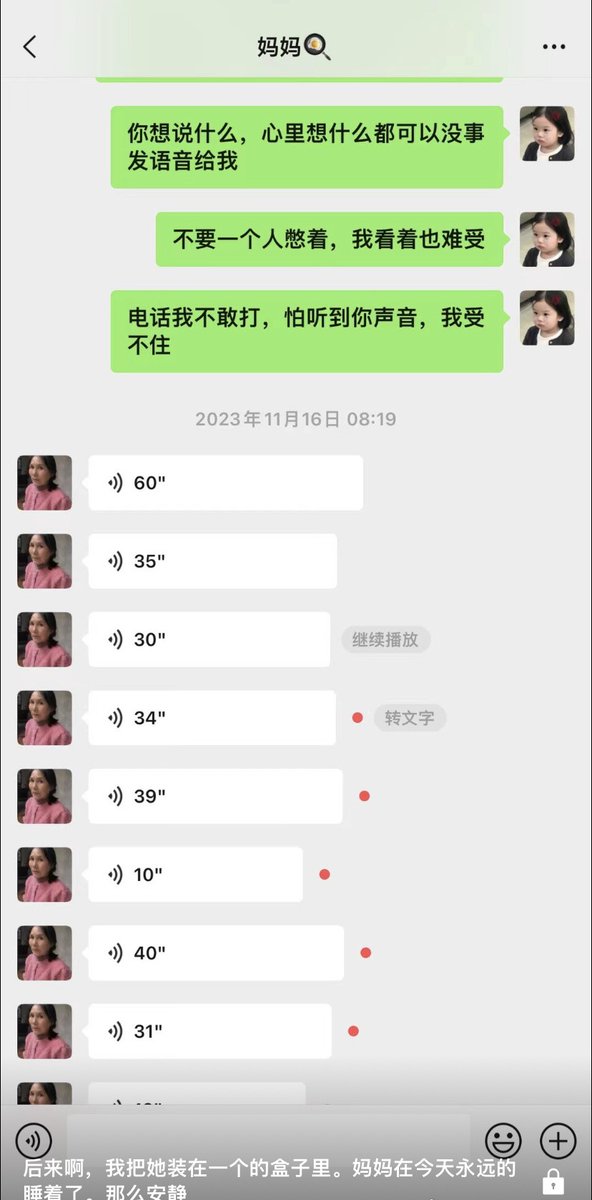 妈妈🍳
你想说什么，心里想什么都可以没事
发语音给我
不要一个人憋着，我看着也难受
电话我不敢打，怕听到你声音，我受
不住
2023年11月16日 08:19
60"
35"
30" 继续播放
34" 转文字
39"
10"
40"
31"
后来啊，我把她装在一个的盒子里。妈妈在今天永远的
睡着了。那么安静